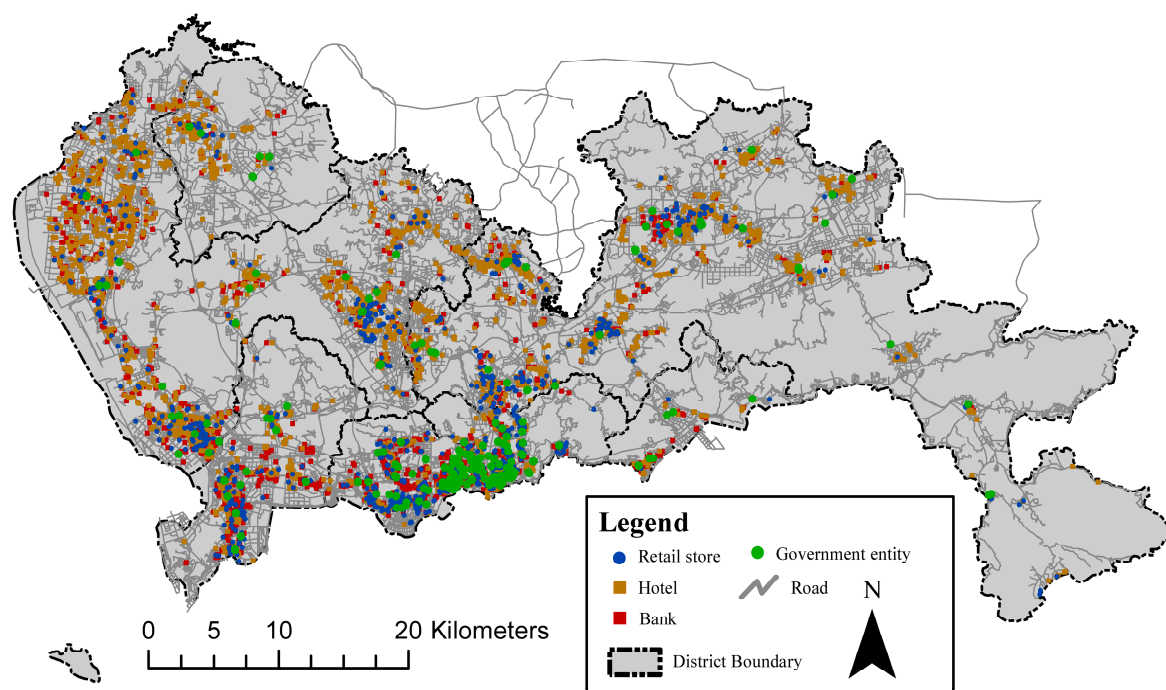 Legend
Retail store
Government entity
Hotel
Road
N
Bank
District Boundary
0 5 10 20 Kilometers